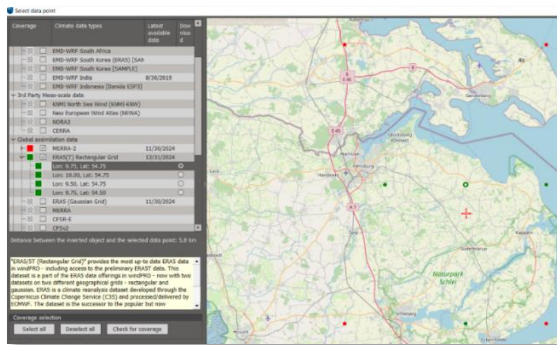 Select data point
Coverage Climate data types Latest available date Download
EMD-WRF South Africa
EMD-WRF South Korea (ERA5) [SAM
EMD-WRF South Korea [SAMPLE]
EMD-WRF India 8/30/2019
EMD-WRF Indonesia (Danida ESP3)
3rd Party Meso-scale data
KNMI North Sea Wind (KNMI-KNW)
New European Wind Atlas (NEWA)
NORA3
CERRA
Global assimilation data
MERRA-2 11/30/2024
ERA5(T) Rectangular Grid 12/31/2024
Lon: 9.75, Lat: 54.75
Lon: 10.00, Lat: 54.75
Lon: 9.50, Lat: 54.75
Lon: 9.75, Lat: 54.50
ERA5 (Gaussian Grid) 11/30/2024
MERRA
CFSR-E
CFSv2
Distance between the inverted object and the selected data point: 5.8 km
"ERA5/5T (Rectangular Grid)" provides the most up-to date ERA5 data
in windPRO - including access to the preliminary ERA5T data. This
dataset is a part of the ERA5 data offerings in windPRO - now with two
datasets on two different geographical grids - rectangular and
gaussian. ERA5 is a climate reanalysis dataset developed through the
Copernicus Climate Change Service (C3S) and processed/delivered by
ECMWF. The dataset is the successor to the popular but now
Coverage selection
Select all Deselect all Check for coverage
Flensburg
Naturpark
Schlei